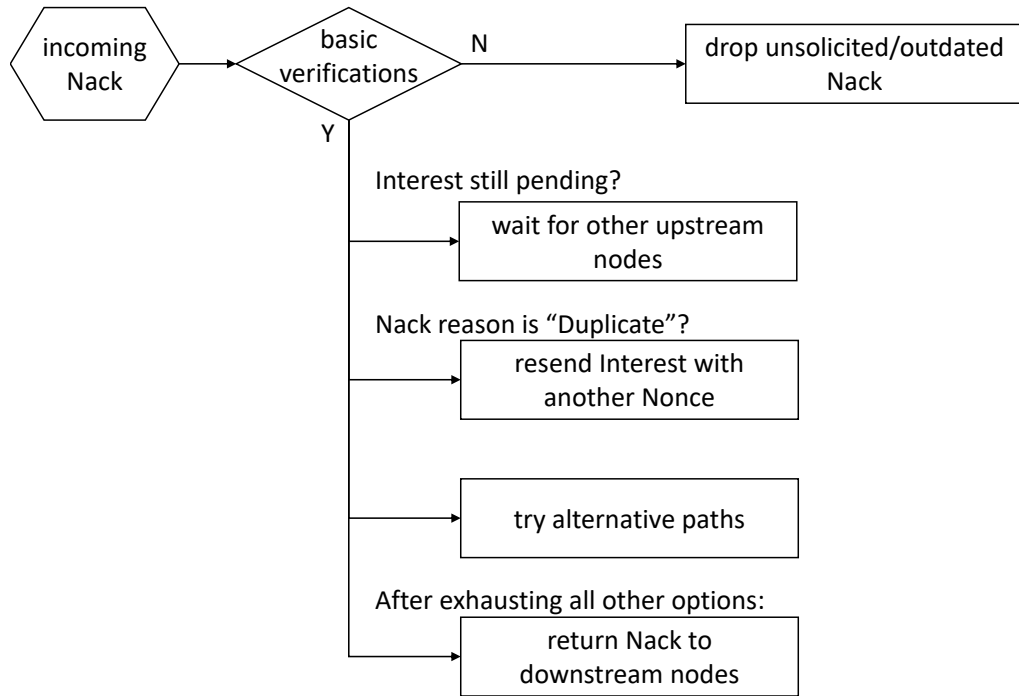 incoming
Nack
basic
verifications
N
drop unsolicited/outdated
Nack
Y
Interest still pending?
wait for other upstream
nodes
Nack reason is “Duplicate”?
resend Interest with
another Nonce
try alternative paths
After exhausting all other options:
return Nack to
downstream nodes